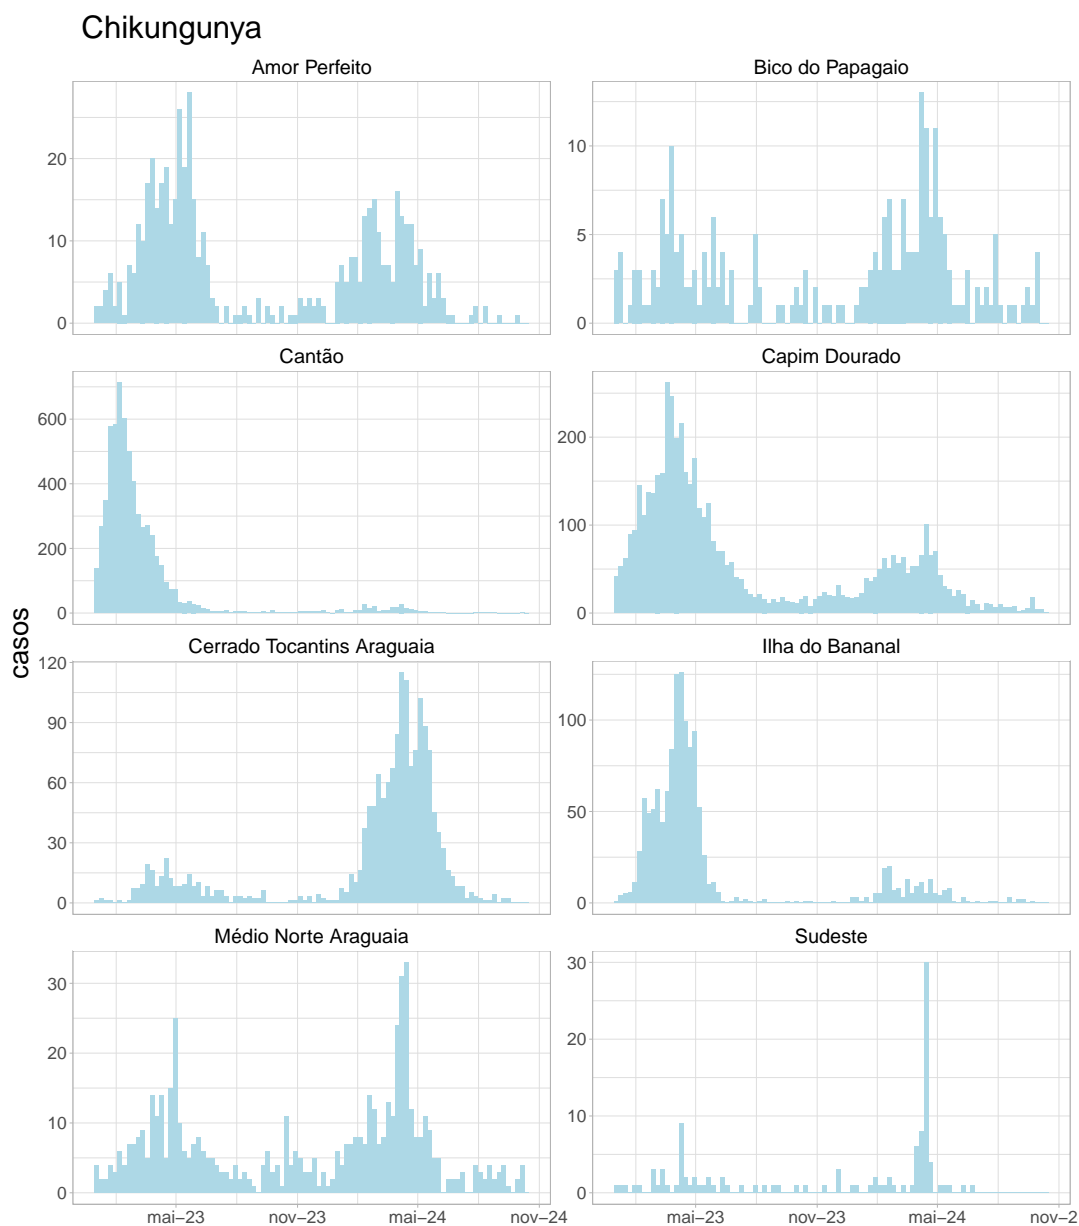 Chikungunya
Amor Perfeito
Bico do Papagaio
20
10
0
10
5
0
Cantão
Capim Dourado
600
400
200
0
200
100
0
casos
Cerrado Tocantins Araguaia
Ilha do Bananal
120
90
60
30
0
100
50
0
Médio Norte Araguaia
Sudeste
30
20
10
0
30
20
10
0
mai–23 nov–23 mai–24 nov–24
mai–23 nov–23 mai–24 nov–2